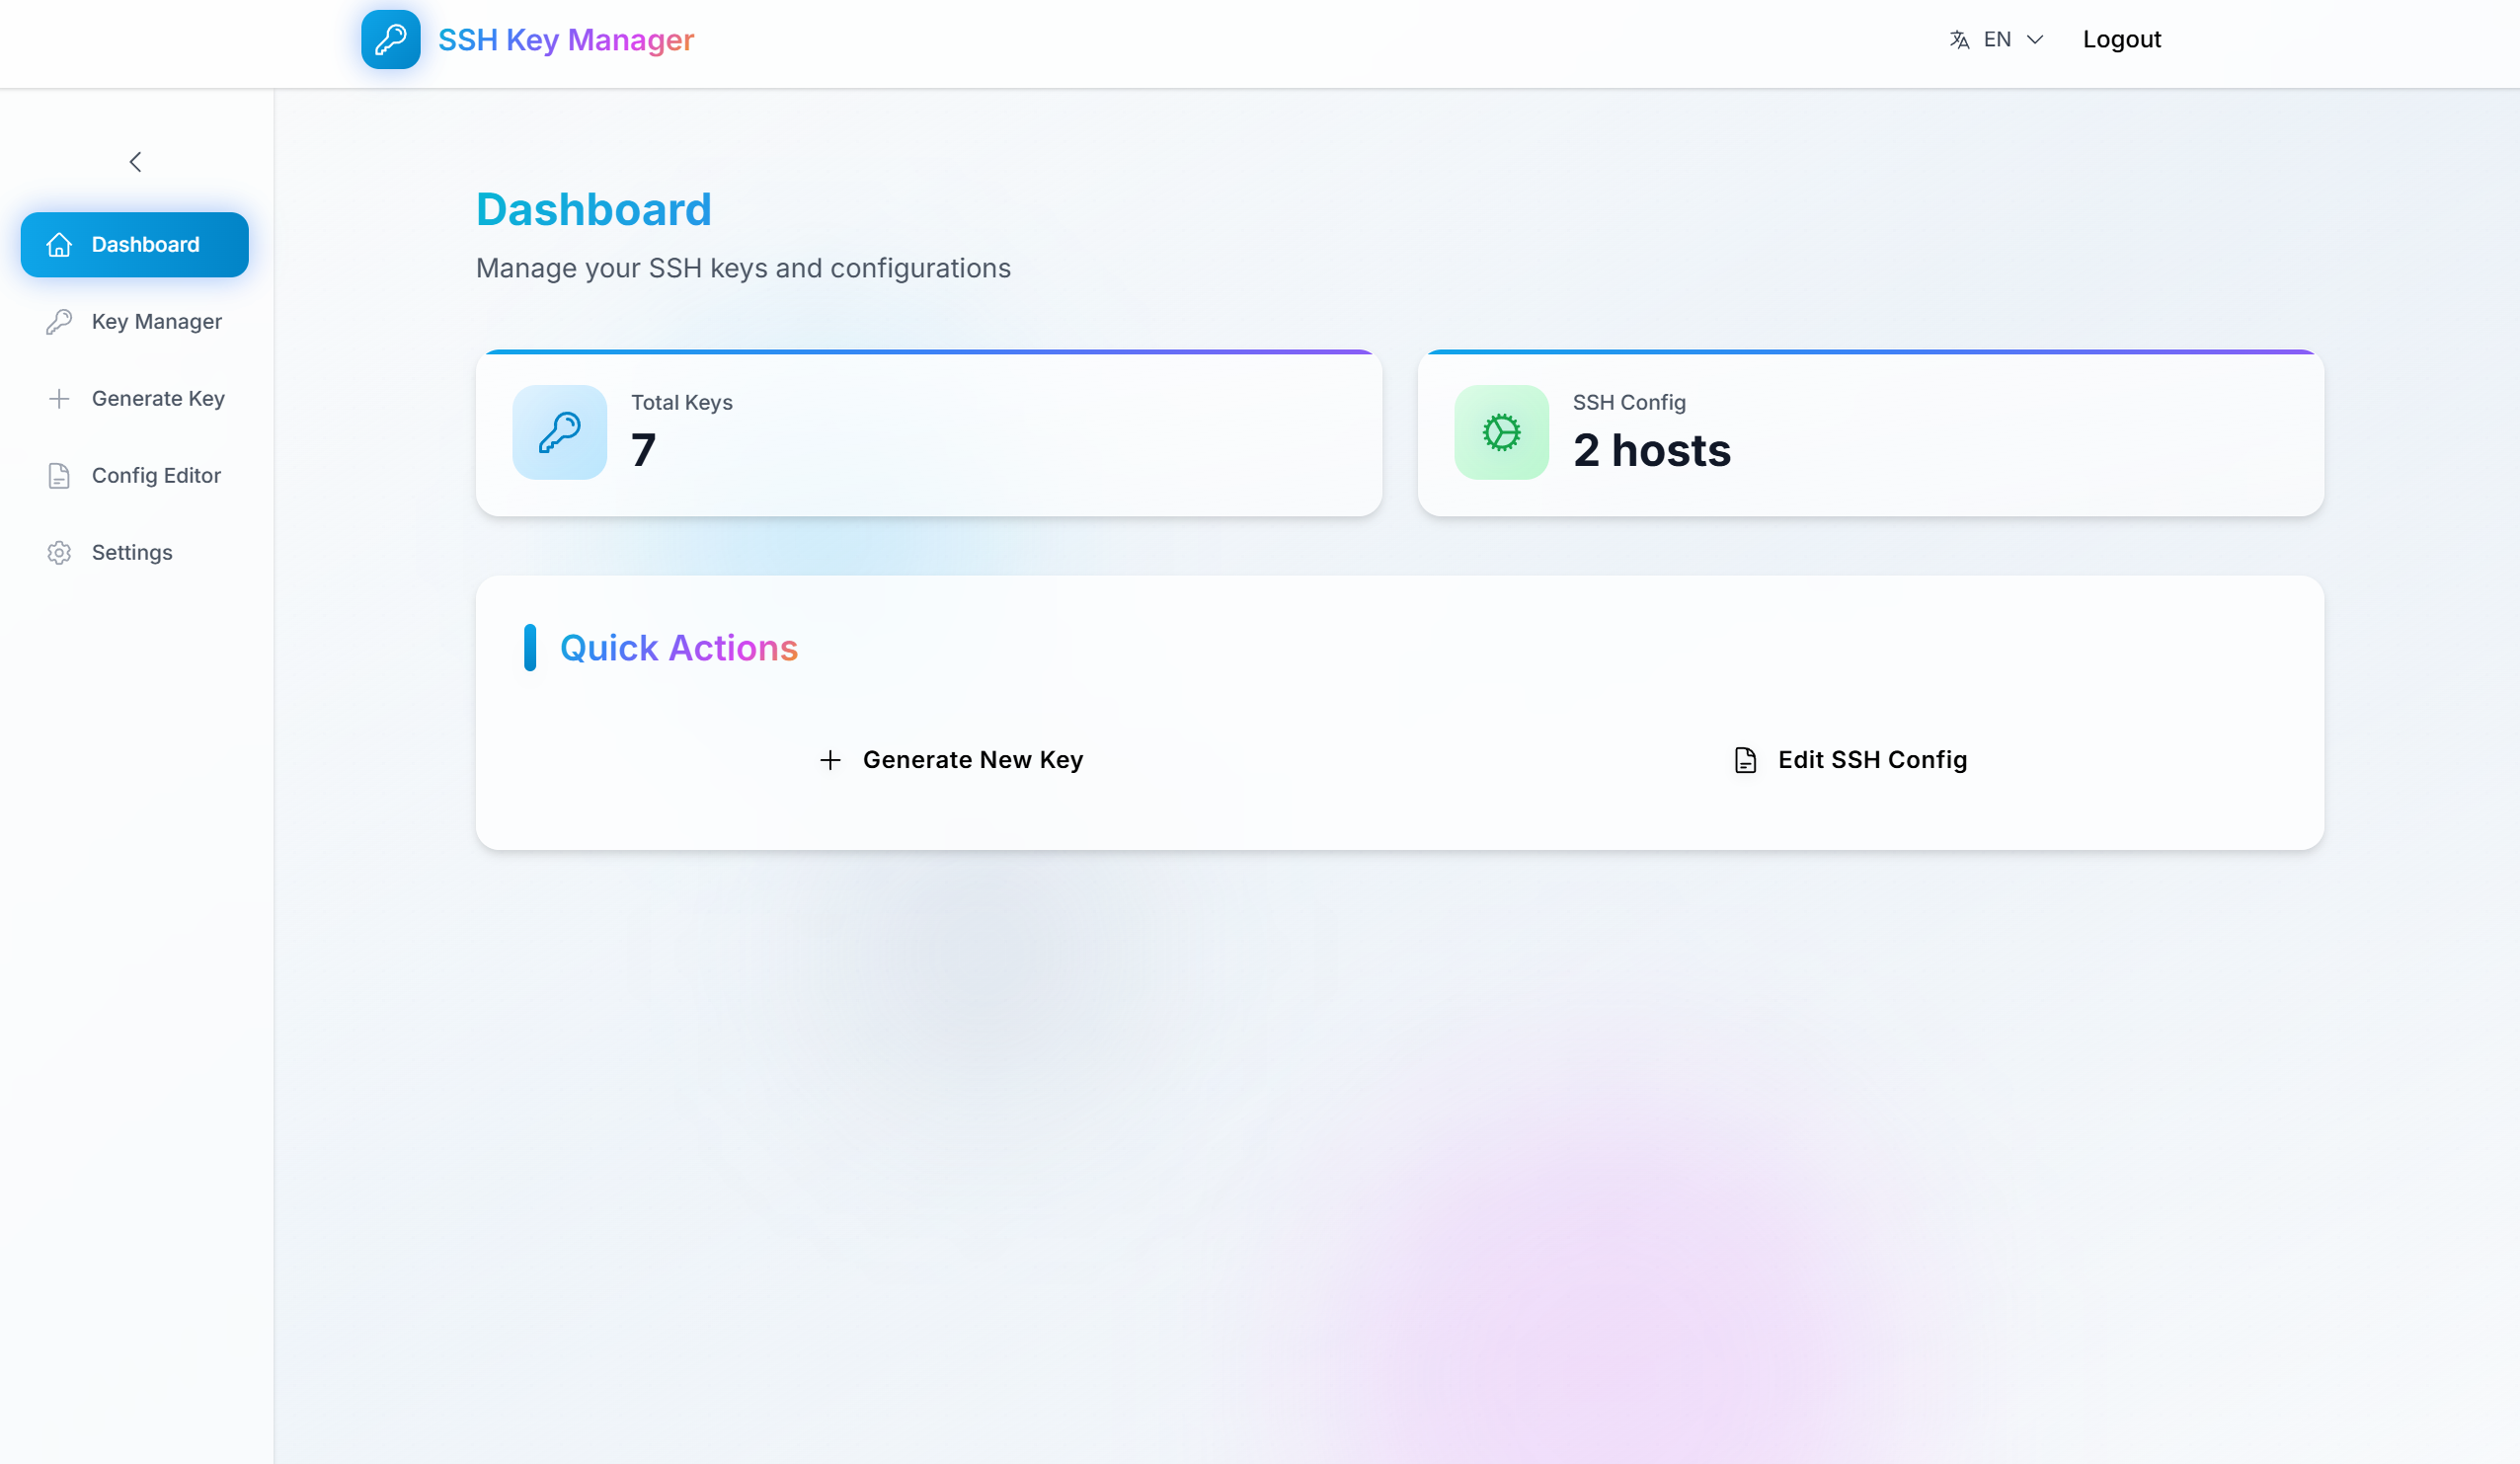 SSH Key Manager
EN
Logout
Dashboard
Key Manager
Generate Key
Config Editor
Settings
Dashboard
Manage your SSH keys and configurations
Total Keys
7
SSH Config
2 hosts
Quick Actions
Generate New Key
Edit SSH Config